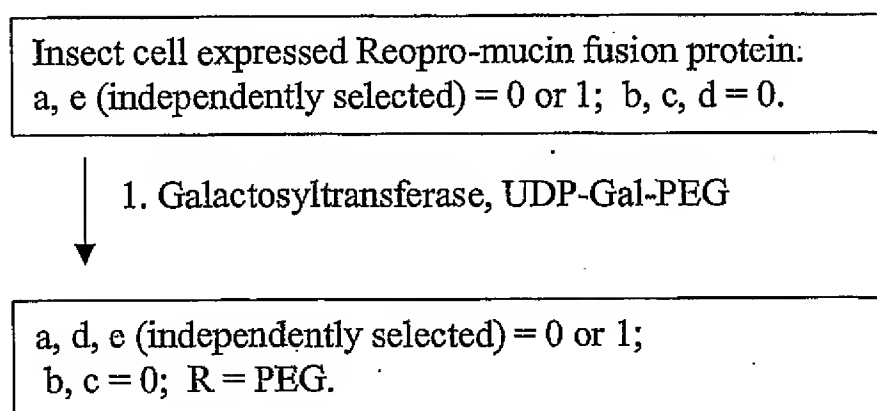 Insect cell expressed Reopro-mucin fusion protein:
a, e (independently selected) = 0 or 1; b, c, d = 0.
1. Galactosyltransferase, UDP-Gal-PEG
a, d, e (independently selected) = 0 or 1;
b, c = 0; R = PEG.